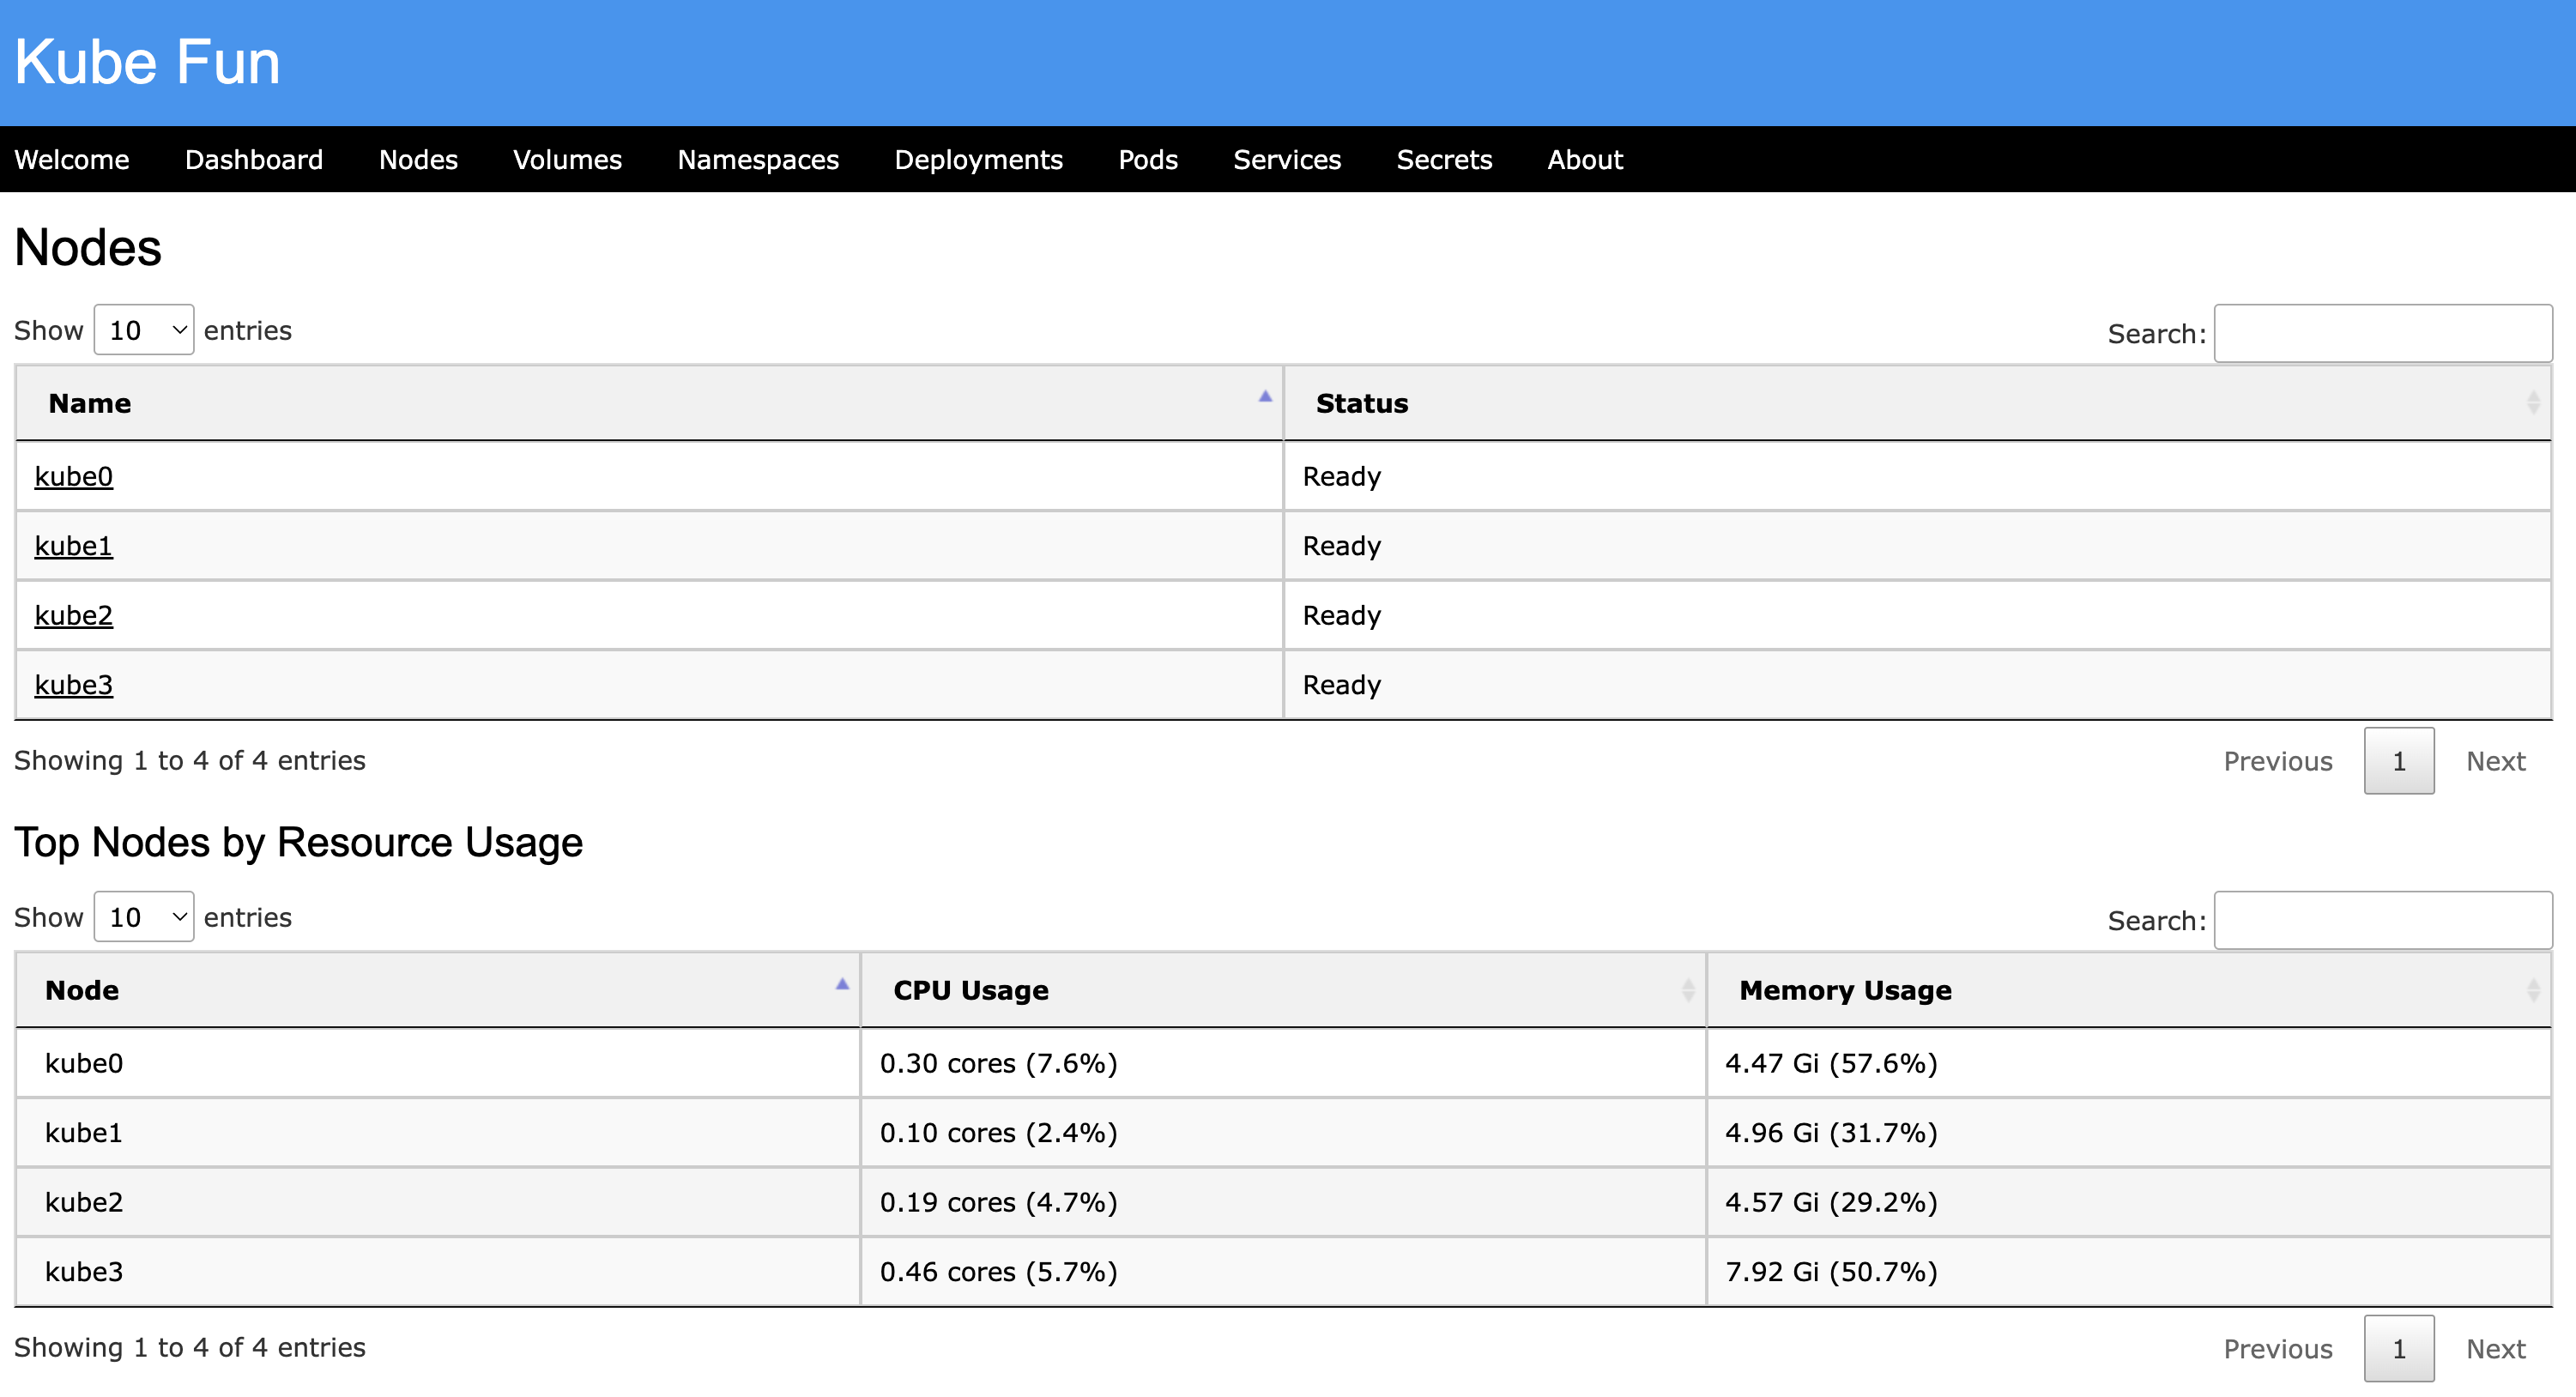 Kube Fun
Welcome Dashboard Nodes Volumes Namespaces Deployments Pods Services Secrets About
Nodes
Show 10 entries Search:
Name Status
kube0 Ready
kube1 Ready
kube2 Ready
kube3 Ready
Showing 1 to 4 of 4 entries Previous 1 Next
Top Nodes by Resource Usage
Show 10 entries Search:
Node CPU Usage Memory Usage
kube0 0.30 cores (7.6%) 4.47 Gi (57.6%)
kube1 0.10 cores (2.4%) 4.96 Gi (31.7%)
kube2 0.19 cores (4.7%) 4.57 Gi (29.2%)
kube3 0.46 cores (5.7%) 7.92 Gi (50.7%)
Showing 1 to 4 of 4 entries Previous 1 Next